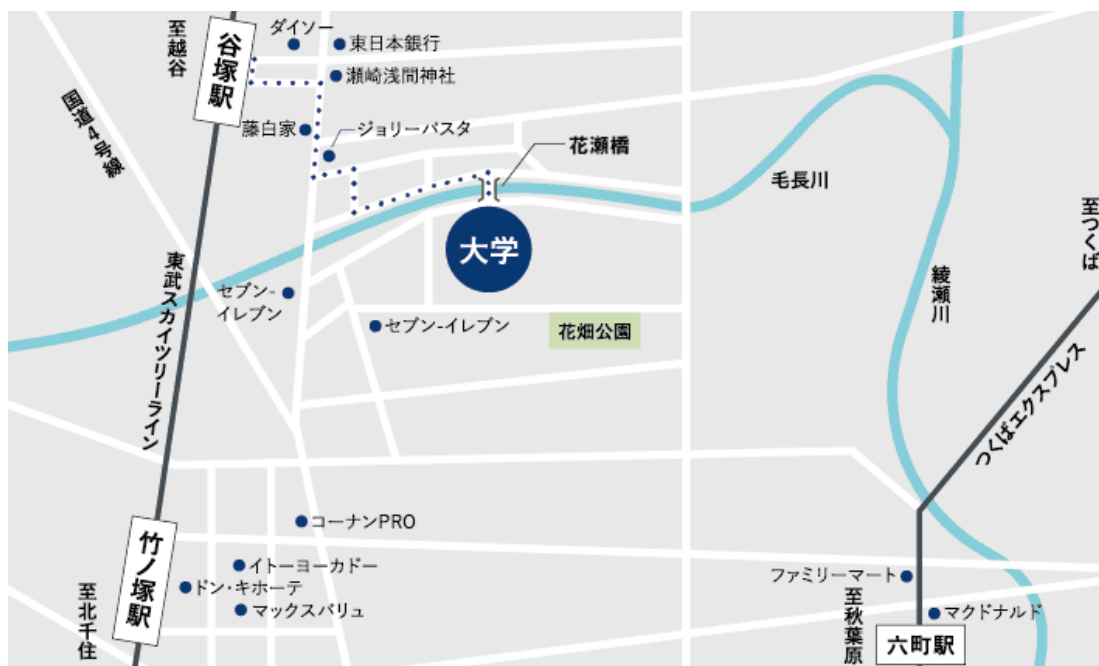 ダイソー
東日本銀行
至越谷
谷塚駅
瀬崎浅間神社
国道4号線
藤白家
ジョリーパスタ
花瀬橋
毛長川
至つくば
大学
東武スカイツリーライン
セブン-
イレブン
綾瀬川
セブン-イレブン
花畑公園
つくばエクスプレス
コーナンPRO
竹ノ塚駅
イトーヨーカドー
ドン・キホーテ
マックスバリュ
至北千住
ファミリーマート
至秋葉原
マクドナルド
六町駅